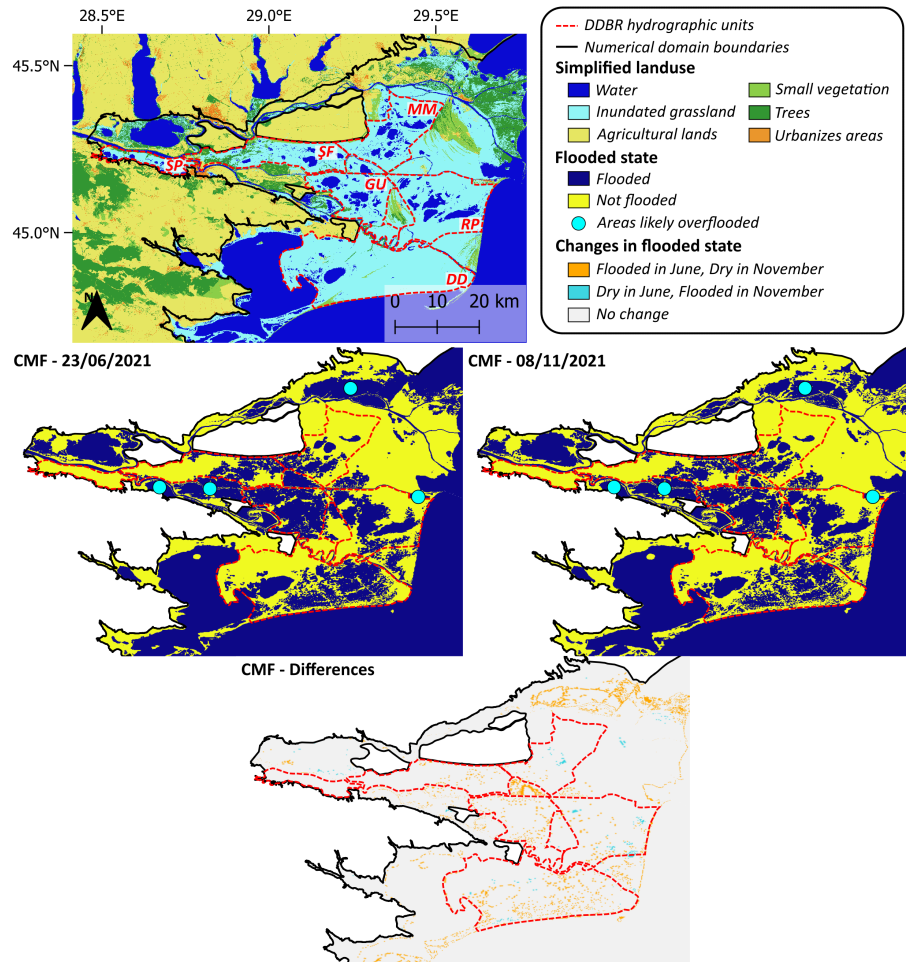 28.5°E 29.0°E 29.5°E
45.5°N
45.0°N
MM
ŞF
ŞP
GU
RP
DD
N
0 10 20 km
DDBR hydrographic units
Numerical domain boundaries
Simplified landuse
Water
Small vegetation
Inundated grassland
Trees
Agricultural lands
Urbanizes areas
Flooded state
Flooded
Not flooded
Areas likely overflooded
Changes in flooded state
Flooded in June, Dry in November
Dry in June, Flooded in November
No change
CMF - 23/06/2021
CMF - 08/11/2021
CMF - Differences